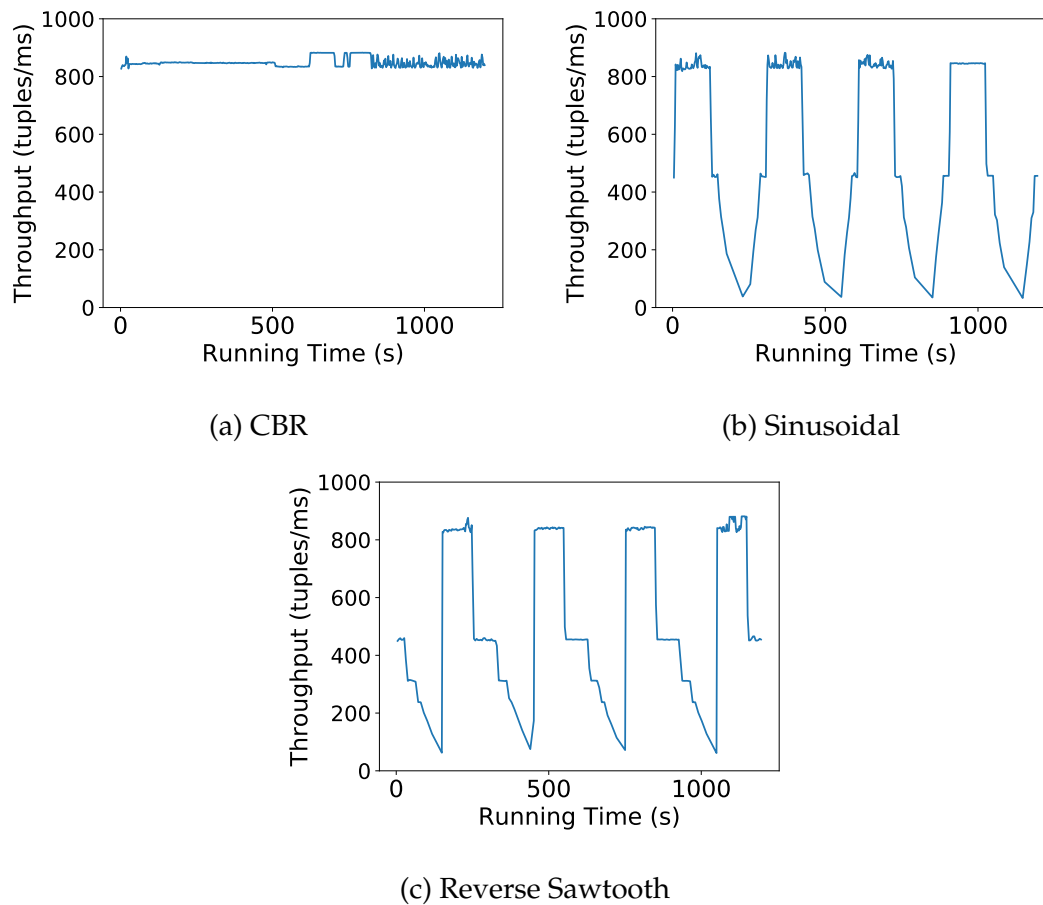 1000
800
600
400
200
0
Throughput (tuples/ms)
0 500 1000
Running Time (s)
(a) CBR
1000
800
600
400
200
0
Throughput (tuples/ms)
0 500 1000
Running Time (s)
(b) Sinusoidal
1000
800
600
400
200
0
Throughput (tuples/ms)
0 500 1000
Running Time (s)
(c) Reverse Sawtooth